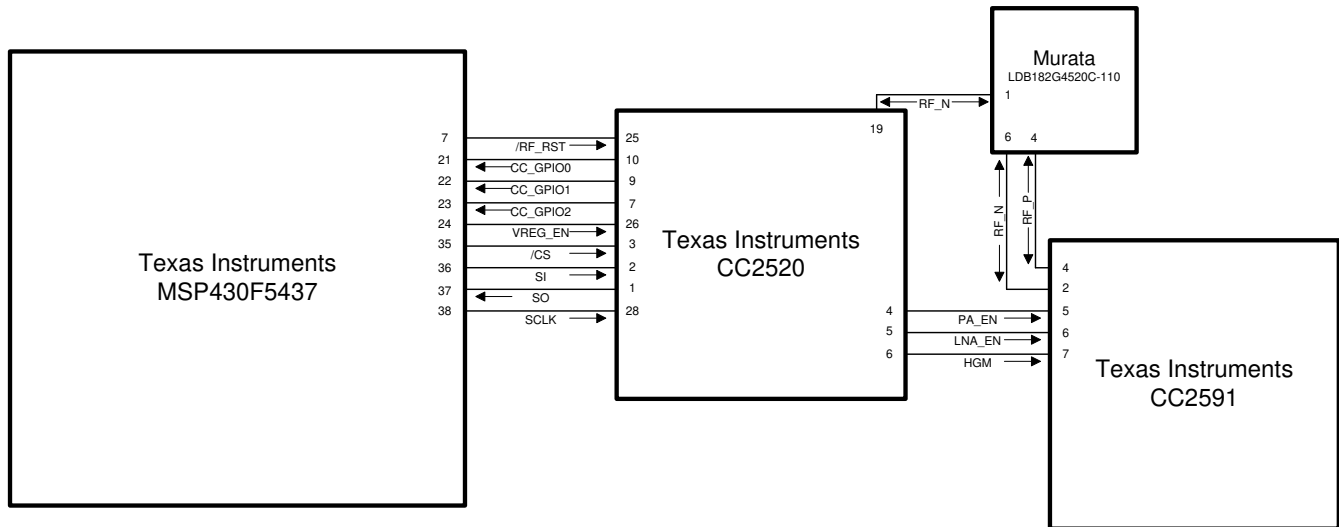 Murata
LDB182G4520C-110
1
6 4
RF_N
RF_N
RF_P
Texas Instruments
MSP430F5437
7
21
22
23
24
35
36
37
38
/RF_RST
CC_GPIO0
CC_GPIO1
CC_GPIO2
VREG_EN
/CS
SI
SO
SCLK
19
25
10
9
7
26
3
2
1
28
Texas Instruments
CC2520
4
5
6
PA_EN
LNA_EN
HGM
4
2
5
6
7
Texas Instruments
CC2591